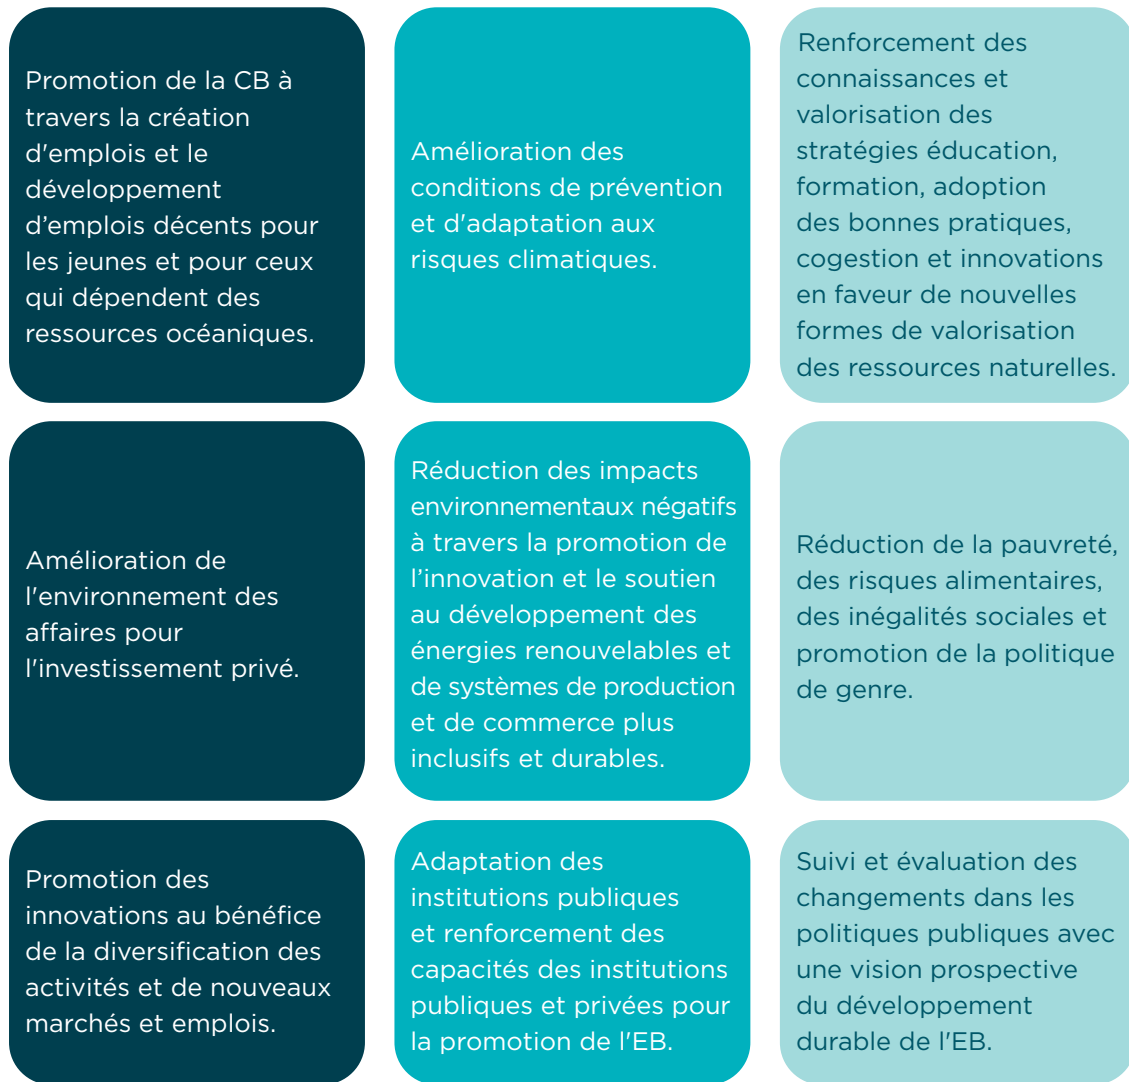 Promotion de la CB à
travers la création
d'emplois et le
développement
d’emplois décents pour
les jeunes et pour ceux
qui dépendent des
ressources océaniques.
Amélioration des
conditions de prévention
et d'adaptation aux
risques climatiques.
Renforcement des
connaissances et
valorisation des
stratégies éducation,
formation, adoption
des bonnes pratiques,
cogestion et innovations
en faveur de nouvelles
formes de valorisation
des ressources naturelles.
Amélioration de
l'environnement des
affaires pour
l'investissement privé.
Réduction des impacts
environnementaux négatifs
à travers la promotion de
l’innovation et le soutien
au développement des
énergies renouvelables et
de systèmes de production
et de commerce plus
inclusifs et durables.
Réduction de la pauvreté,
des risques alimentaires,
des inégalités sociales et
promotion de la politique
de genre.
Promotion des
innovations au bénéfice
de la diversification des
activités et de nouveaux
marchés et emplois.
Adaptation des
institutions publiques
et renforcement des
capacités des institutions
publiques et privées pour
la promotion de l'EB.
Suivi et évaluation des
changements dans les
politiques publiques avec
une vision prospective
du développement
durable de l'EB.